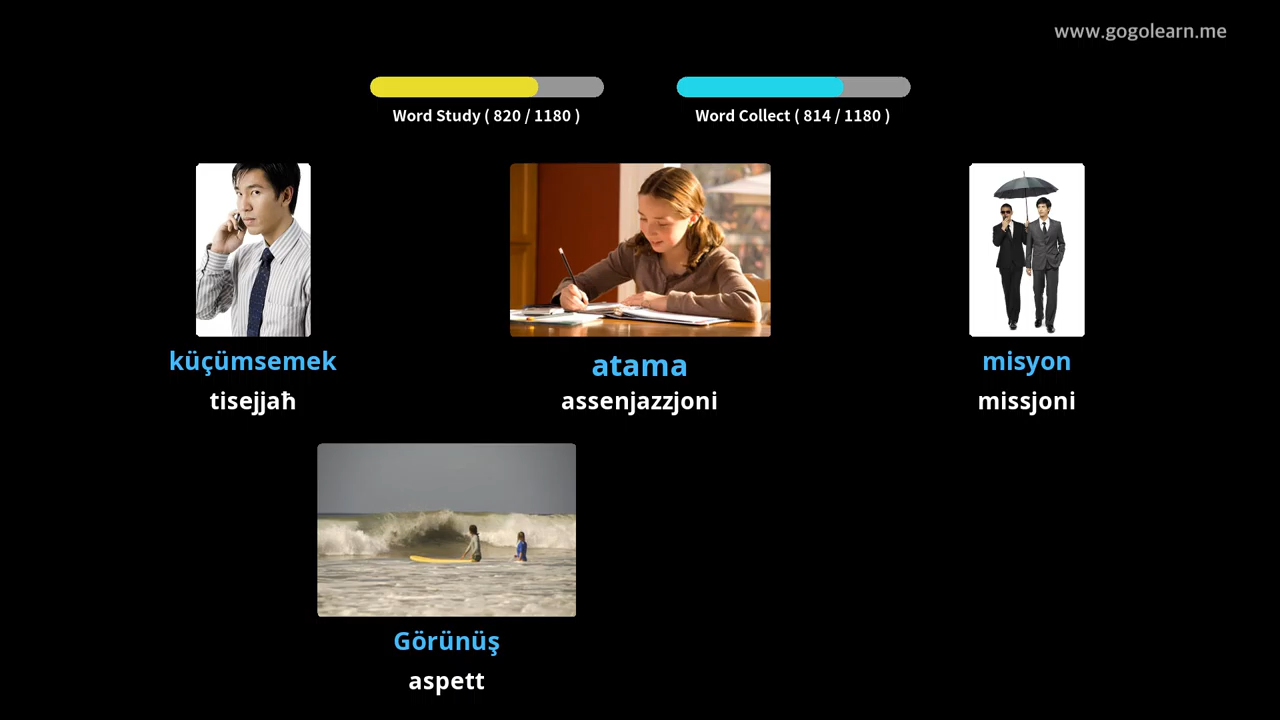 www.gogolearn.me
Word Study ( 820 / 1180 )
Word Collect ( 814 / 1180 )
küçümsemek
tisejjaħ
atama
assenjazzjoni
misyon
missjoni
Görünüş
aspett